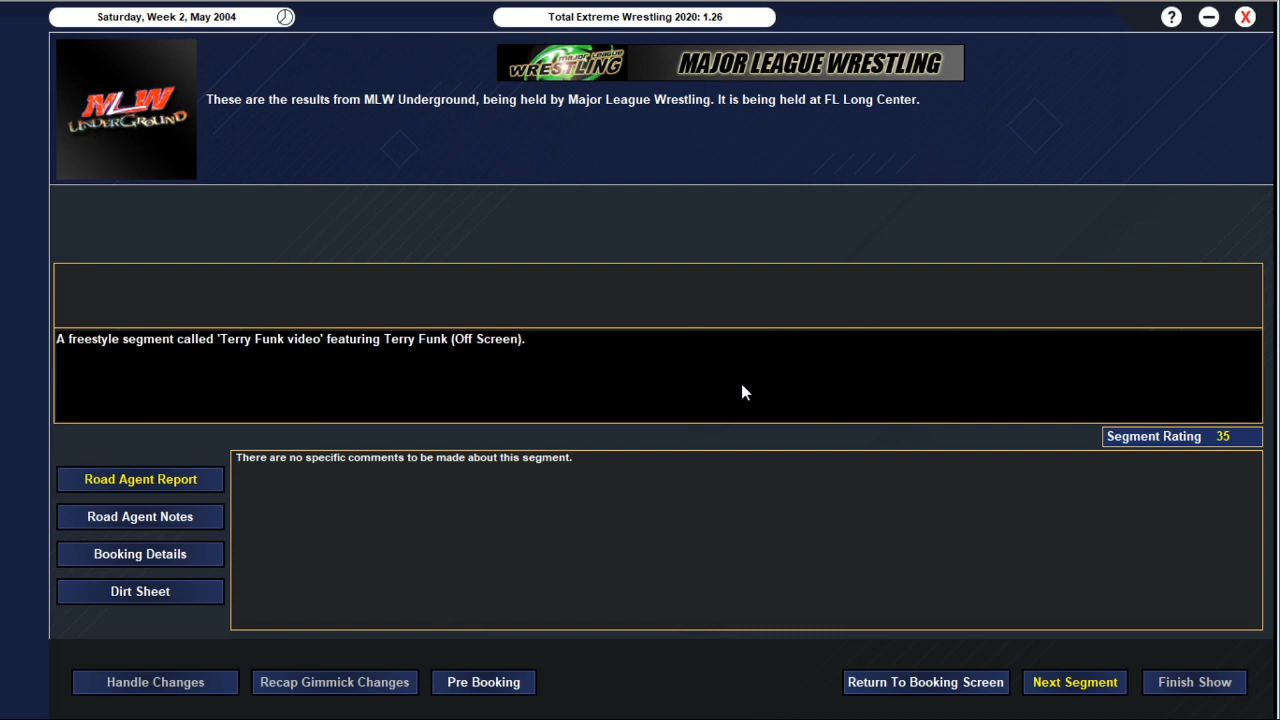 Saturday, Week 2, May 2004
Total Extreme Wrestling 2020: 1.26
? X
MLW
UNDERGROUND
MAJOR LEAGUE
WRESTLING
MAJOR LEAGUE WRESTLING
These are the results from MLW Underground, being held by Major League Wrestling. It is being held at FL Long Center.
A freestyle segment called 'Terry Funk video' featuring Terry Funk (Off Screen).
Segment Rating 35
There are no specific comments to be made about this segment.
Road Agent Report
Road Agent Notes
Booking Details
Dirt Sheet
Handle Changes
Recap Gimmick Changes
Pre Booking
Return To Booking Screen
Next Segment
Finish Show